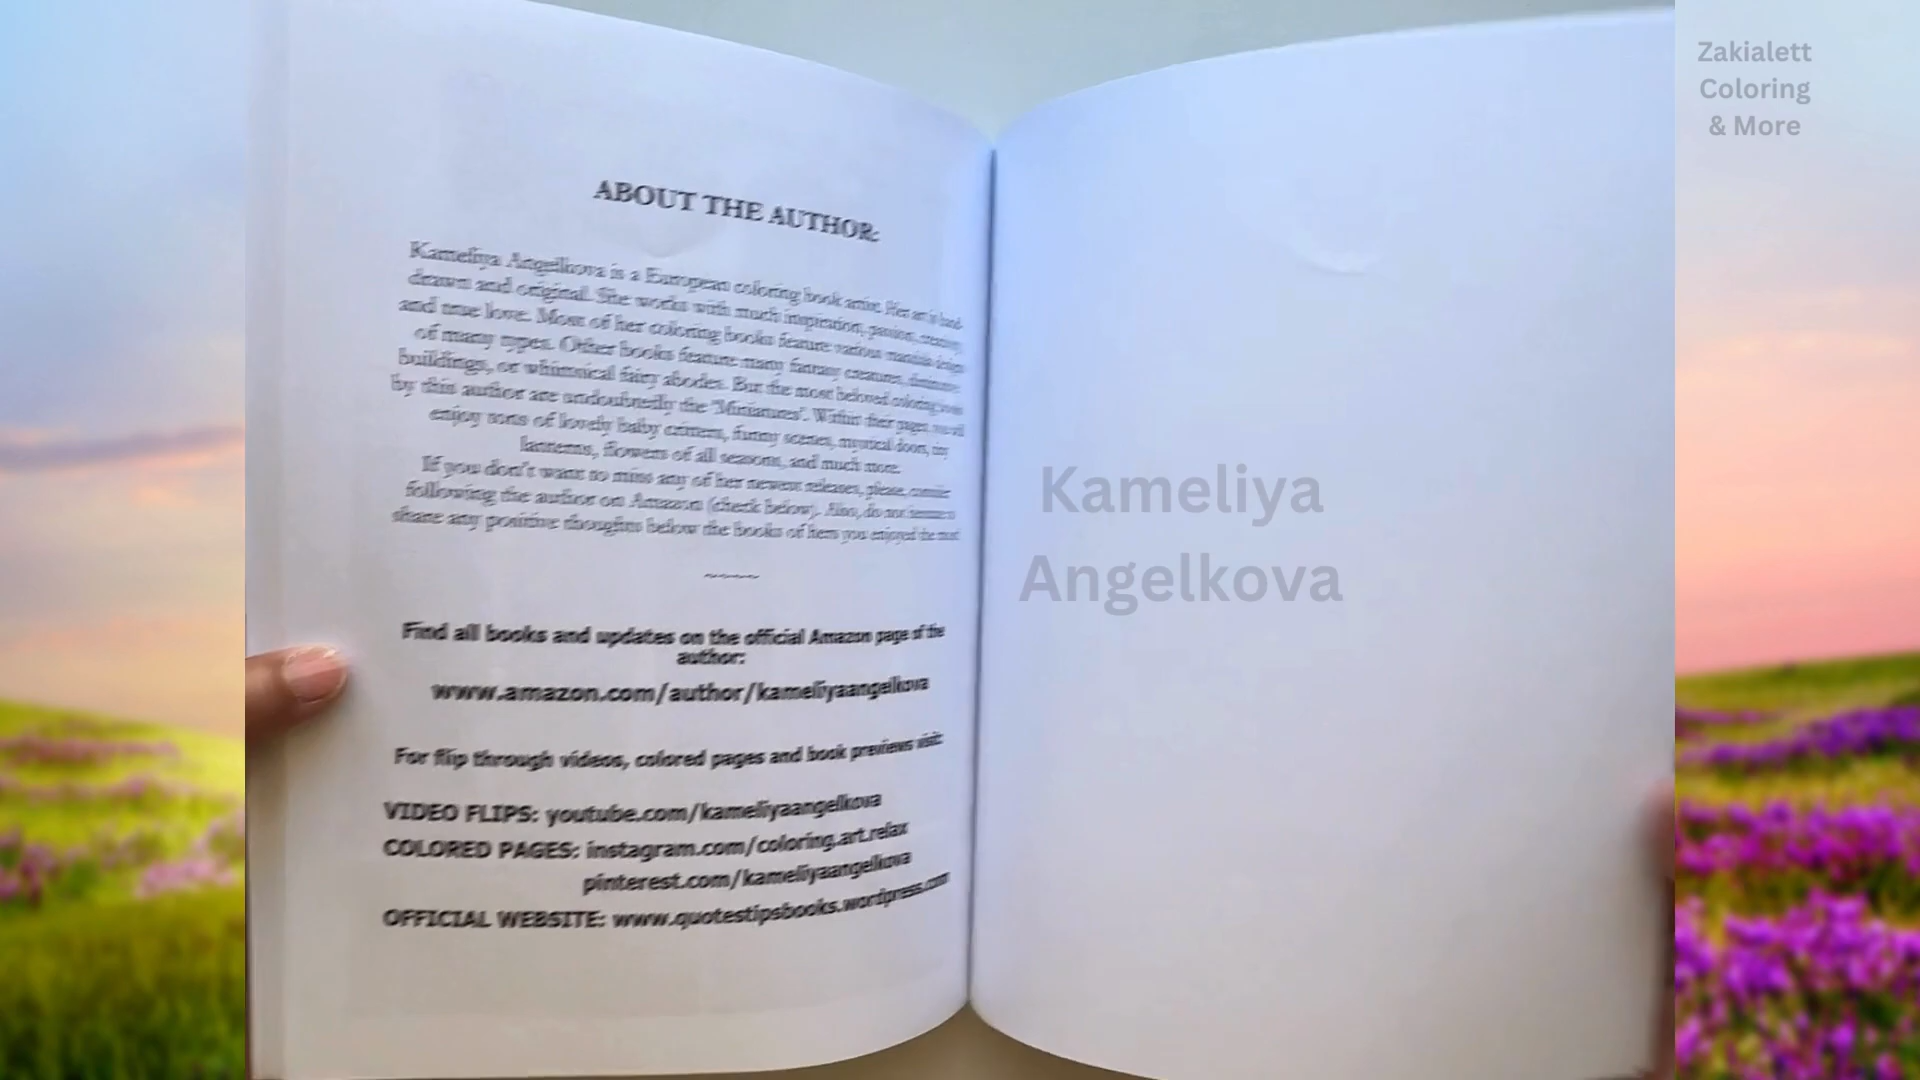 ABOUT THE AUTHOR:
Kameliya Angelkova is a European coloring book artist. Her art is hand-
drawn and original. She works with much inspiration, passion, creativity,
and true love. Most of her coloring books feature various mandala designs
of many types. Other books feature many fantasy creatures,
buildings, or whimsical fairy abodes. But the most beloved coloring
by this author are undoubtedly the "Miniatures". Within their pages, you will
enjoy tons of lovely baby critters, funny scenes, mystical doors, tiny
lanterns, flowers of all seasons, and much more.
If you don't want to miss any of her newest releases, please, consider
following the author on Amazon (check below). Also, do not hesitate to
share any positive thoughts below the books of hers you enjoyed the most
~~~~~
Find all books and updates on the official Amazon page of the
author:
www.amazon.com/author/kameliyaangelkova
For flip through videos, colored pages and book previews visit:
VIDEO FLIPS: youtube.com/kameliyaangelkova
COLORED PAGES: instagram.com/coloring.art.relax
pinterest.com/kameliyaangelkova
OFFICIAL WEBSITE: www.quotestipsbooks.wordpress.com
Kameliya
Angelkova
Zakialett
Coloring
& More